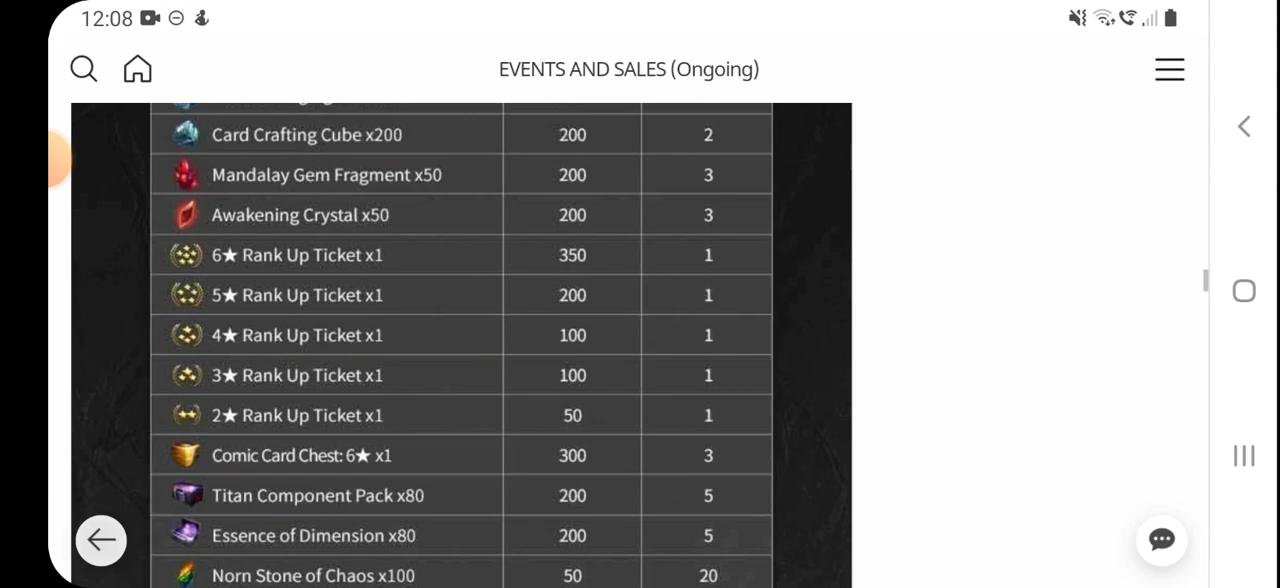 12:08
EVENTS AND SALES (Ongoing)
Card Crafting Cube x200 200 2
Mandalay Gem Fragment x50 200 3
Awakening Crystal x50 200 3
6★ Rank Up Ticket x1 350 1
5★ Rank Up Ticket x1 200 1
4★ Rank Up Ticket x1 100 1
3★ Rank Up Ticket x1 100 1
2★ Rank Up Ticket x1 50 1
Comic Card Chest: 6★ x1 300 3
Titan Component Pack x80 200 5
Essence of Dimension x80 200 5
Norn Stone of Chaos x100 50 20